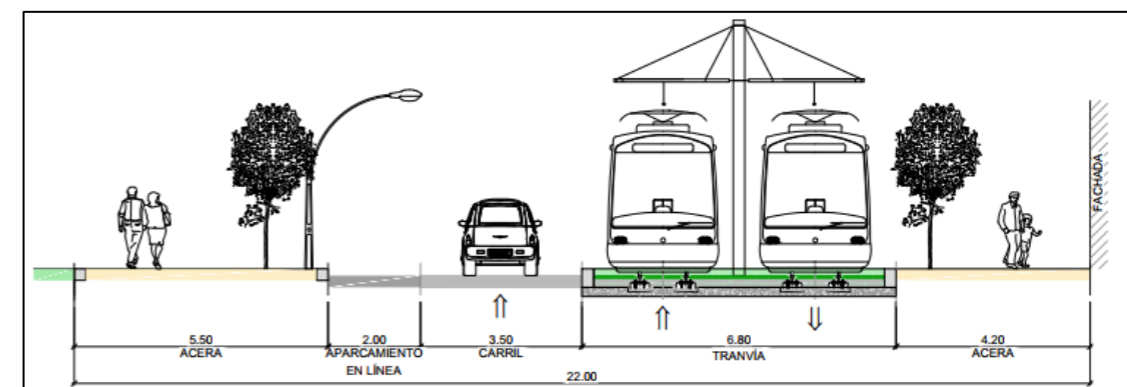 FACHADA
5.50
ACERA
2.00
APARCAMIENTO
EN LÍNEA
3.50
CARRIL
6.80
TRANVÍA
4.20
ACERA
22.00